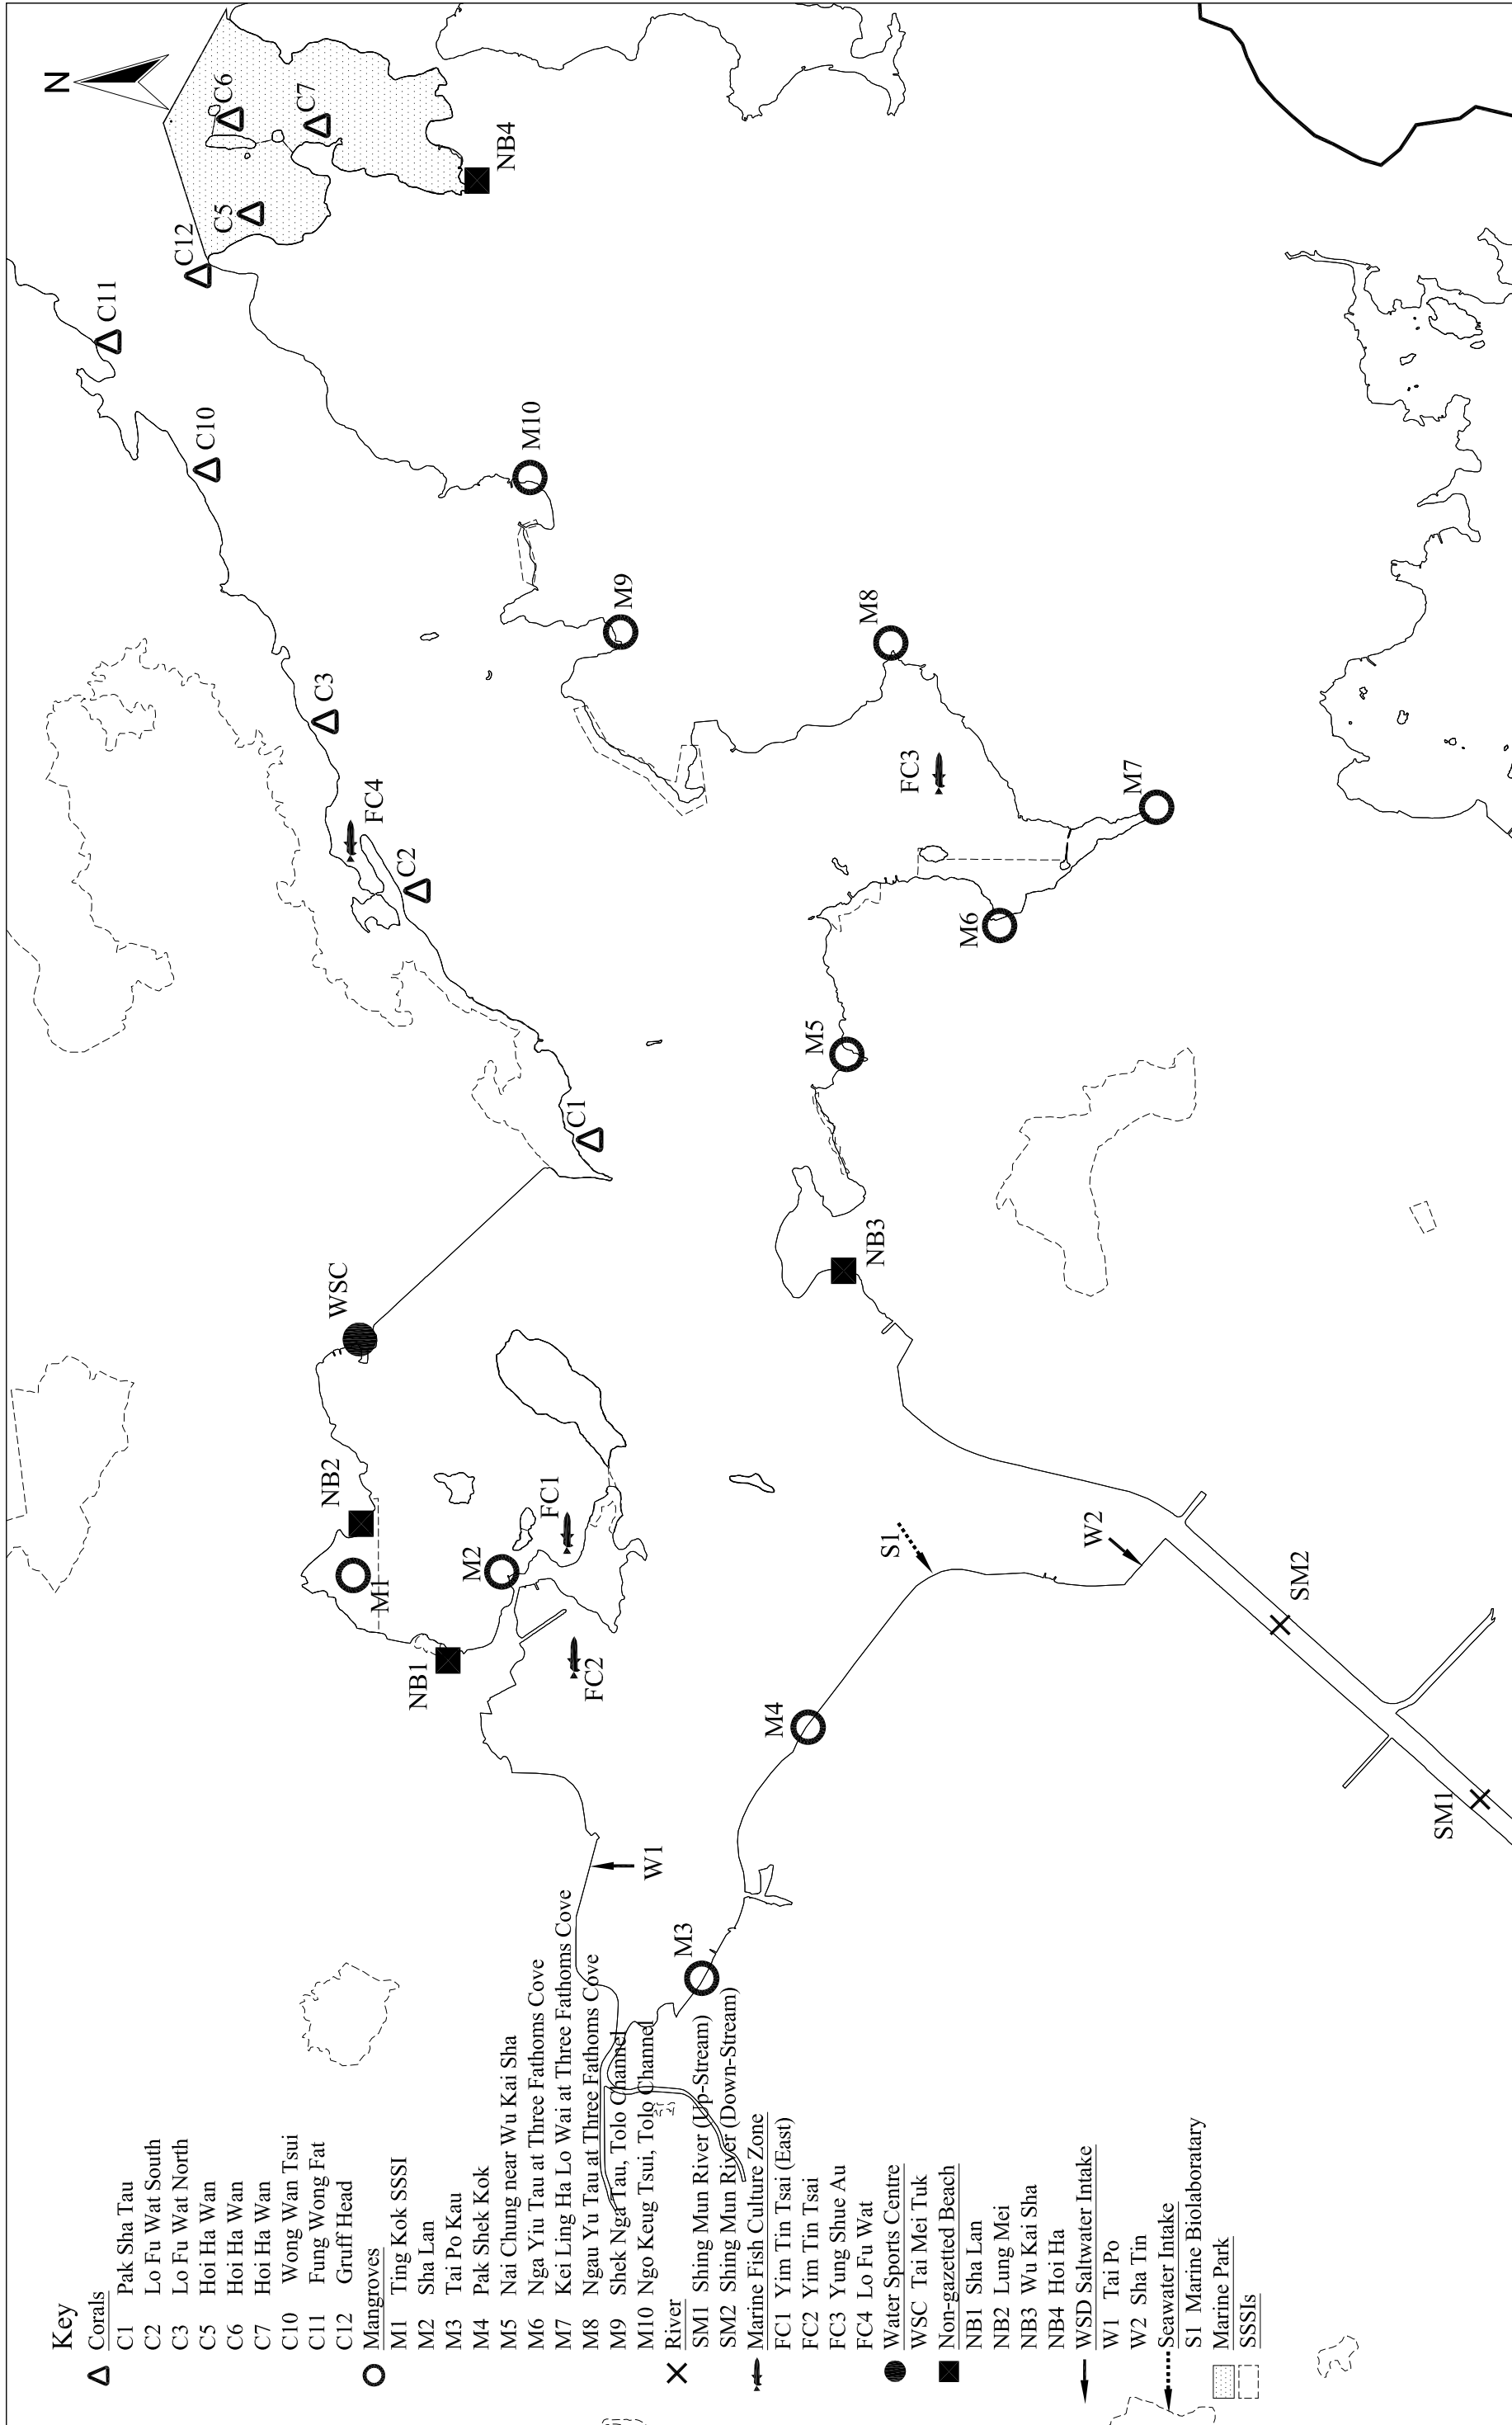 Key
Corals
C1 Pak Sha Tau
C2 Lo Fu Wat South
C3 Lo Fu Wat North
C5 Hoi Ha Wan
C6 Hoi Ha Wan
C7 Hoi Ha Wan
C10 Wong Wan Tsui
C11 Fung Wong Fat
C12 Gruff Head
Mangroves
M1 Ting Kok SSSI
M2 Sha Lan
M3 Tai Po Kau
M4 Pak Shek Kok
M5 Nai Chung near Wu Kai Sha
M6 Nga Yiu Tau at Three Fathoms Cove
M7 Kei Ling Ha Lo Wai at Three Fathoms Cove
M8 Ngau Yu Tau at Three Fathoms Cove
M9 Shek Nga Tau, Tolo Channel
M10 Ngo Keug Tsui, Tolo Channel
River
SM1 Shing Mun River (Up-Stream)
SM2 Shing Mun River (Down-Stream)
Marine Fish Culture Zone
FC1 Yim Tin Tsai (East)
FC2 Yim Tin Tsai
FC3 Yung Shue Au
FC4 Lo Fu Wat
Water Sports Centre
WSC Tai Mei Tuk
Non-gazetted Beach
NB1 Sha Lan
NB2 Lung Mei
NB3 Wu Kai Sha
NB4 Hoi Ha
WSD Saltwater Intake
W1 Tai Po
W2 Sha Tin
Seawater Intake
S1 Marine Biolaboratary
Marine Park
SSSIs
N
C6
C7
C5
C12
NB4
C11
C10
M10
M9
M8
C3
FC4
C2
FC3
M7
M6
M5
C1
NB3
WSC
NB2
M1
M2
FC1
NB1
FC2
S1
W2
SM2
M4
SM1
W1
M3